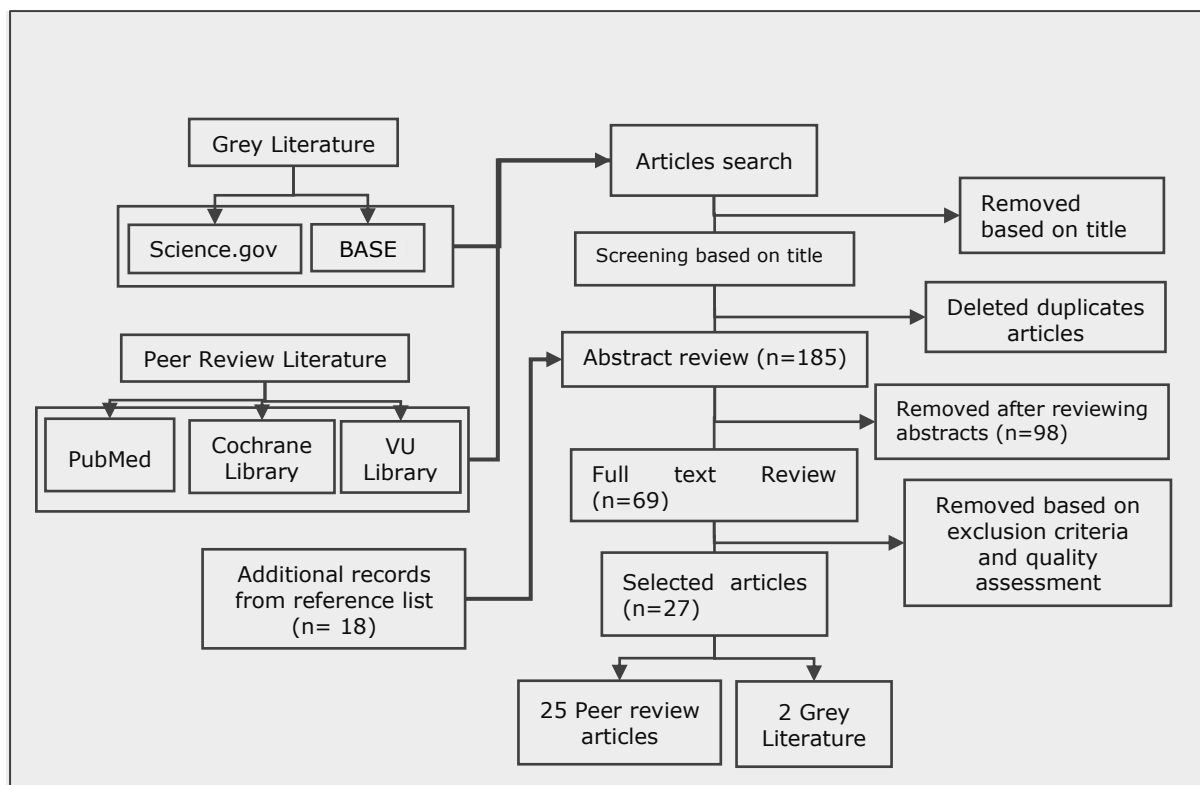 Grey Literature
Science.gov
BASE
Peer Review Literature
PubMed
Cochrane
Library
VU
Library
Additional records
from reference list
(n= 18)
Articles search
Removed
based on title
Screening based on title
Deleted duplicates
articles
Abstract review (n=185)
Removed after reviewing
abstracts (n=98)
Full text Review
(n=69)
Removed based on
exclusion criteria
and quality
assessment
Selected articles
(n=27)
25 Peer review
articles
2 Grey
Literature